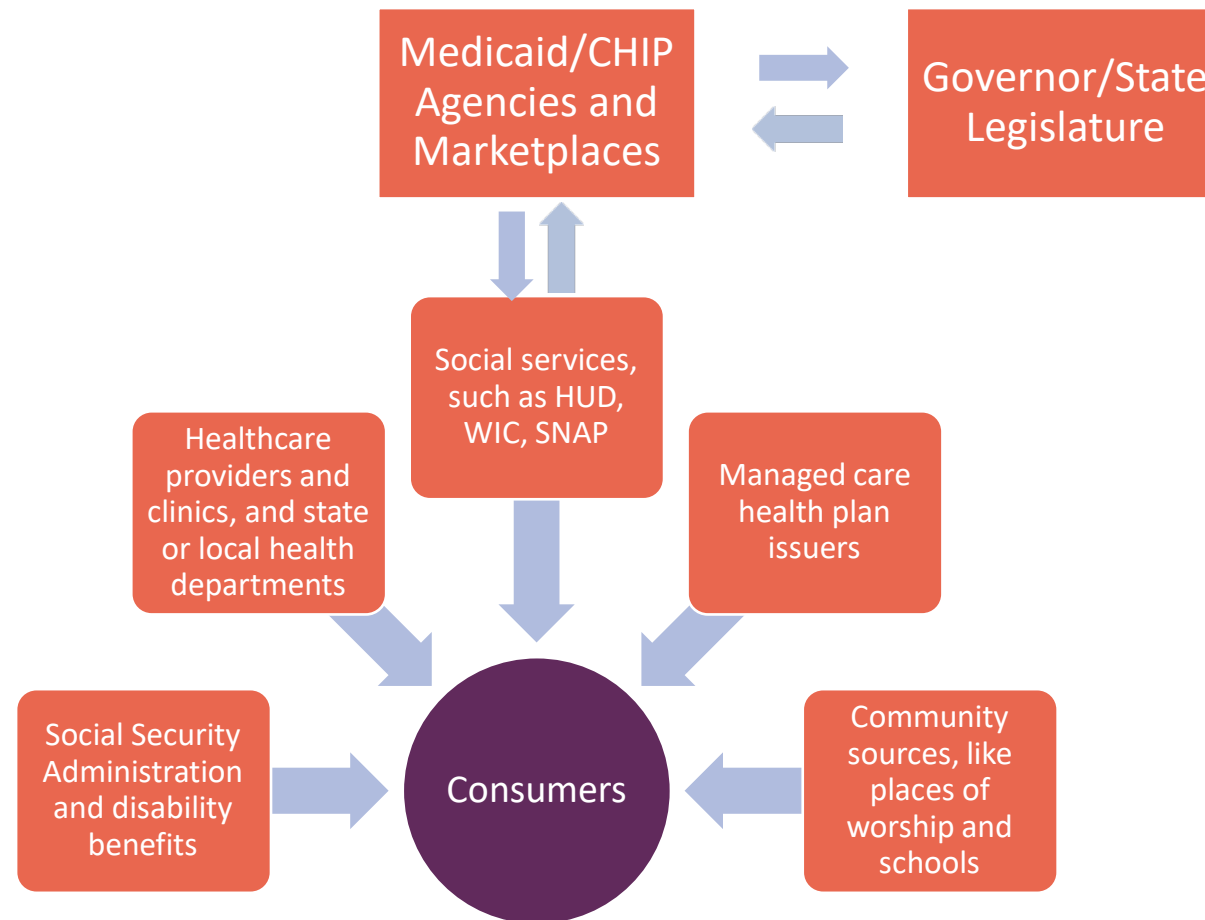 Medicaid/CHIP
Agencies and
Marketplaces
Governor/State
Legislature
Social services,
such as HUD,
WIC, SNAP
Healthcare
providers and
clinics, and state
or local health
departments
Managed care
health plan
issuers
Social Security
Administration
and disability
benefits
Consumers
Community
sources, like
places of
worship and
schools